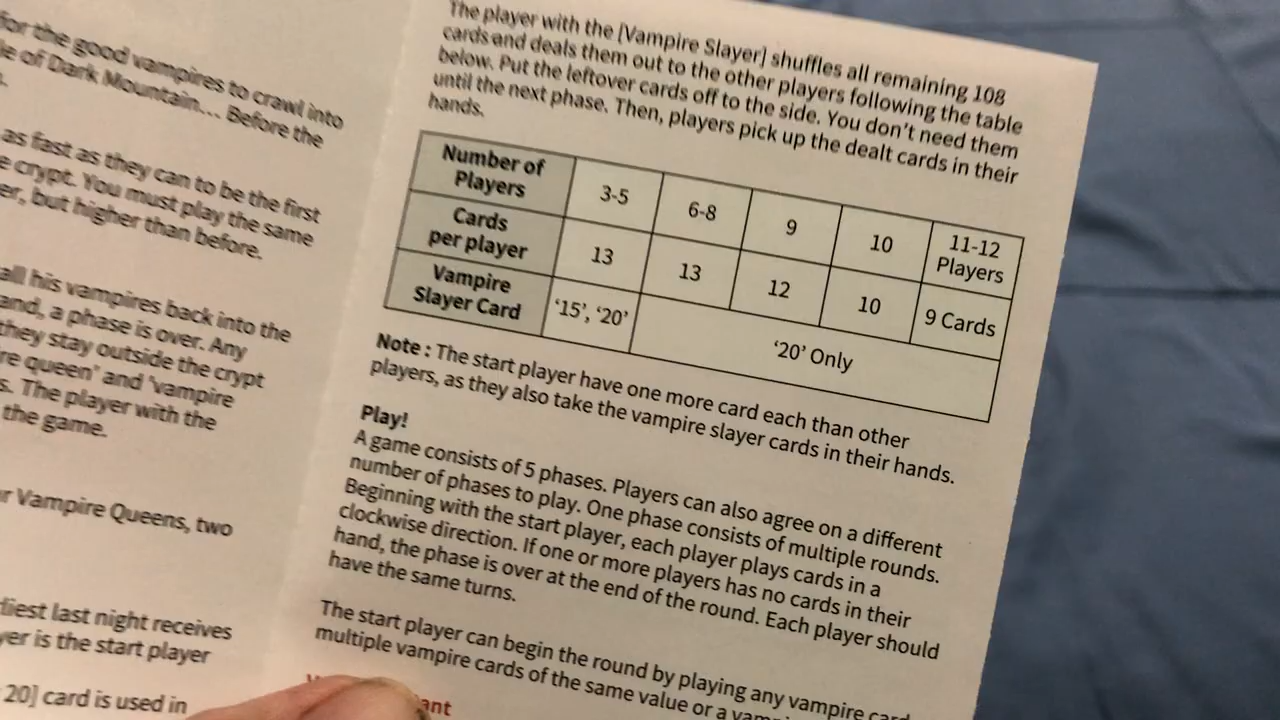 for the good vampires to crawl into
le of Dark Mountain... Before the
as fast as they can to be the first
e crypt. You must play the same
er, but higher than before.
all his vampires back into the
and, a phase is over. Any
they stay outside the crypt
re queen' and 'vampire
s. The player with the
the game.
ur Vampire Queens, two
liest last night receives
yer is the start player
20] card is used in
The player with the [Vampire Slayer] shuffles all remaining 108
cards and deals them out to the other players following the table
below. Put the leftover cards off to the side. You don't need them
until the next phase. Then, players pick up the dealt cards in their
hands.
Number of Players 3-5 6-8 9 10 11-12 Players
Cards per player 13 13 12 10 9 Cards
Vampire Slayer Card '15', '20' '20' Only
Note : The start player have one more card each than other
players, as they also take the vampire slayer cards in their hands.
Play!
A game consists of 5 phases. Players can also agree on a different
number of phases to play. One phase consists of multiple rounds.
Beginning with the start player, each player plays cards in a
clockwise direction. If one or more players has no cards in their
hand, the phase is over at the end of the round. Each player should
have the same turns.
The start player can begin the round by playing any vampire card
multiple vampire cards of the same value or a
ant